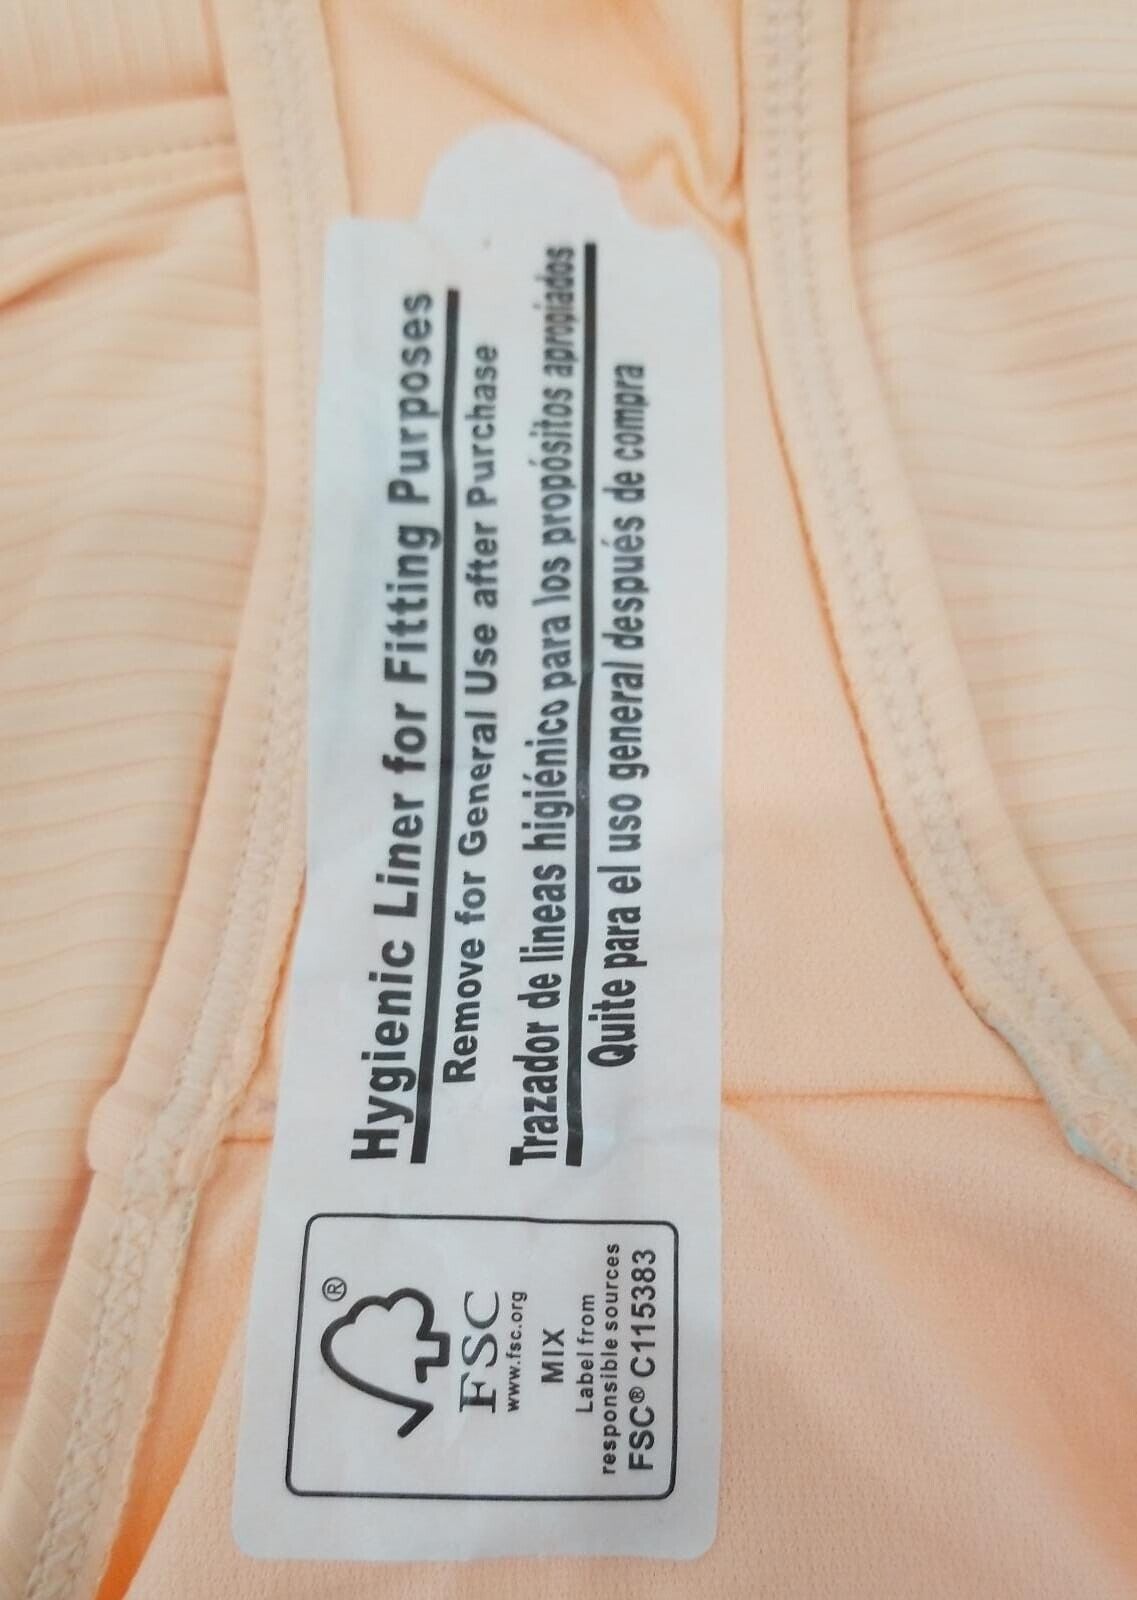 Hygienic Liner for Fitting Purposes
Remove for General Use after Purchase
Trazador de lineas higiénico para los propósitos apropiados
Quite para el uso general después de compra
®
FSC
www.fsc.org
MIX
Label from
responsible sources
FSC® C115383